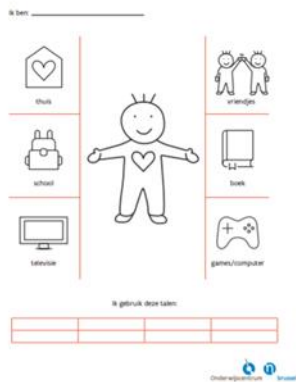 Ik ben:
thuis
vriendjes
school
boek
televisie
games/computer
Ik gebruik deze talen
Onderwijscentrum brussel